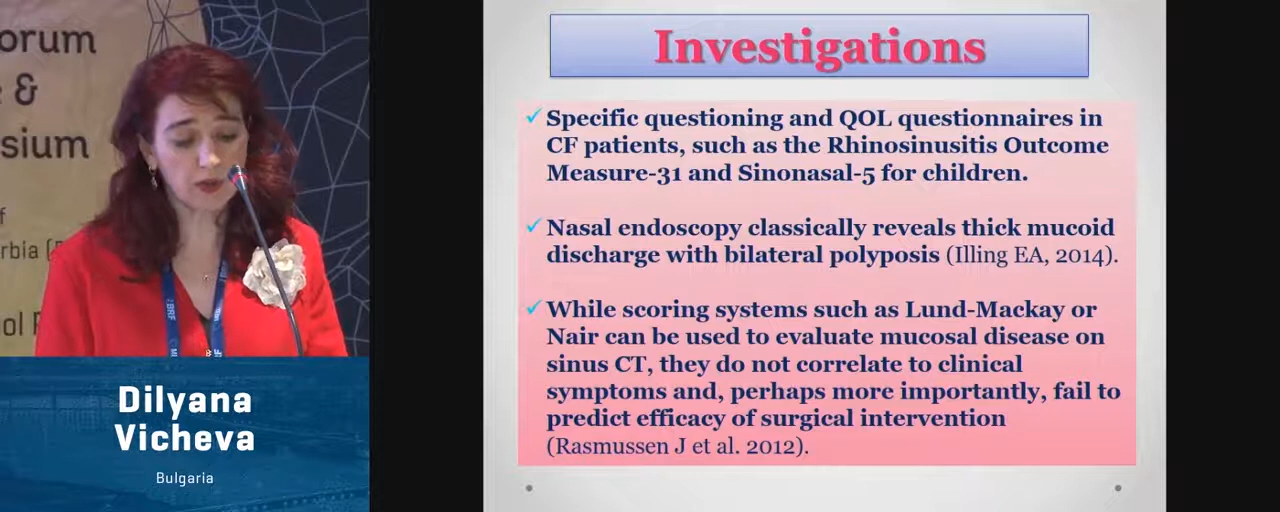 orum
&
sium
f
rbia (
ol
BRF
Dilyana
Vicheva
Bulgaria
Investigations
Specific questioning and QOL questionnaires in
CF patients, such as the Rhinosinusitis Outcome
Measure-31 and Sinonasal-5 for children.
Nasal endoscopy classically reveals thick mucoid
discharge with bilateral polyposis (Illing EA, 2014).
While scoring systems such as Lund-Mackay or
Nair can be used to evaluate mucosal disease on
sinus CT, they do not correlate to clinical
symptoms and, perhaps more importantly, fail to
predict efficacy of surgical intervention
(Rasmussen J et al. 2012).